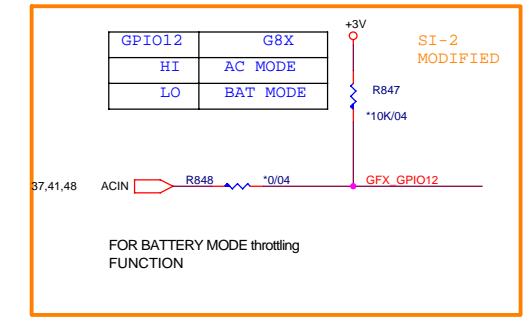 +3V
GPIO12 G8X
HI AC MODE
LO BAT MODE
SI-2
MODIFIED
R847
*10K/04
37,41,48 ACIN R848 *0/04 GFX_GPIO12
FOR BATTERY MODE throttling
FUNCTION